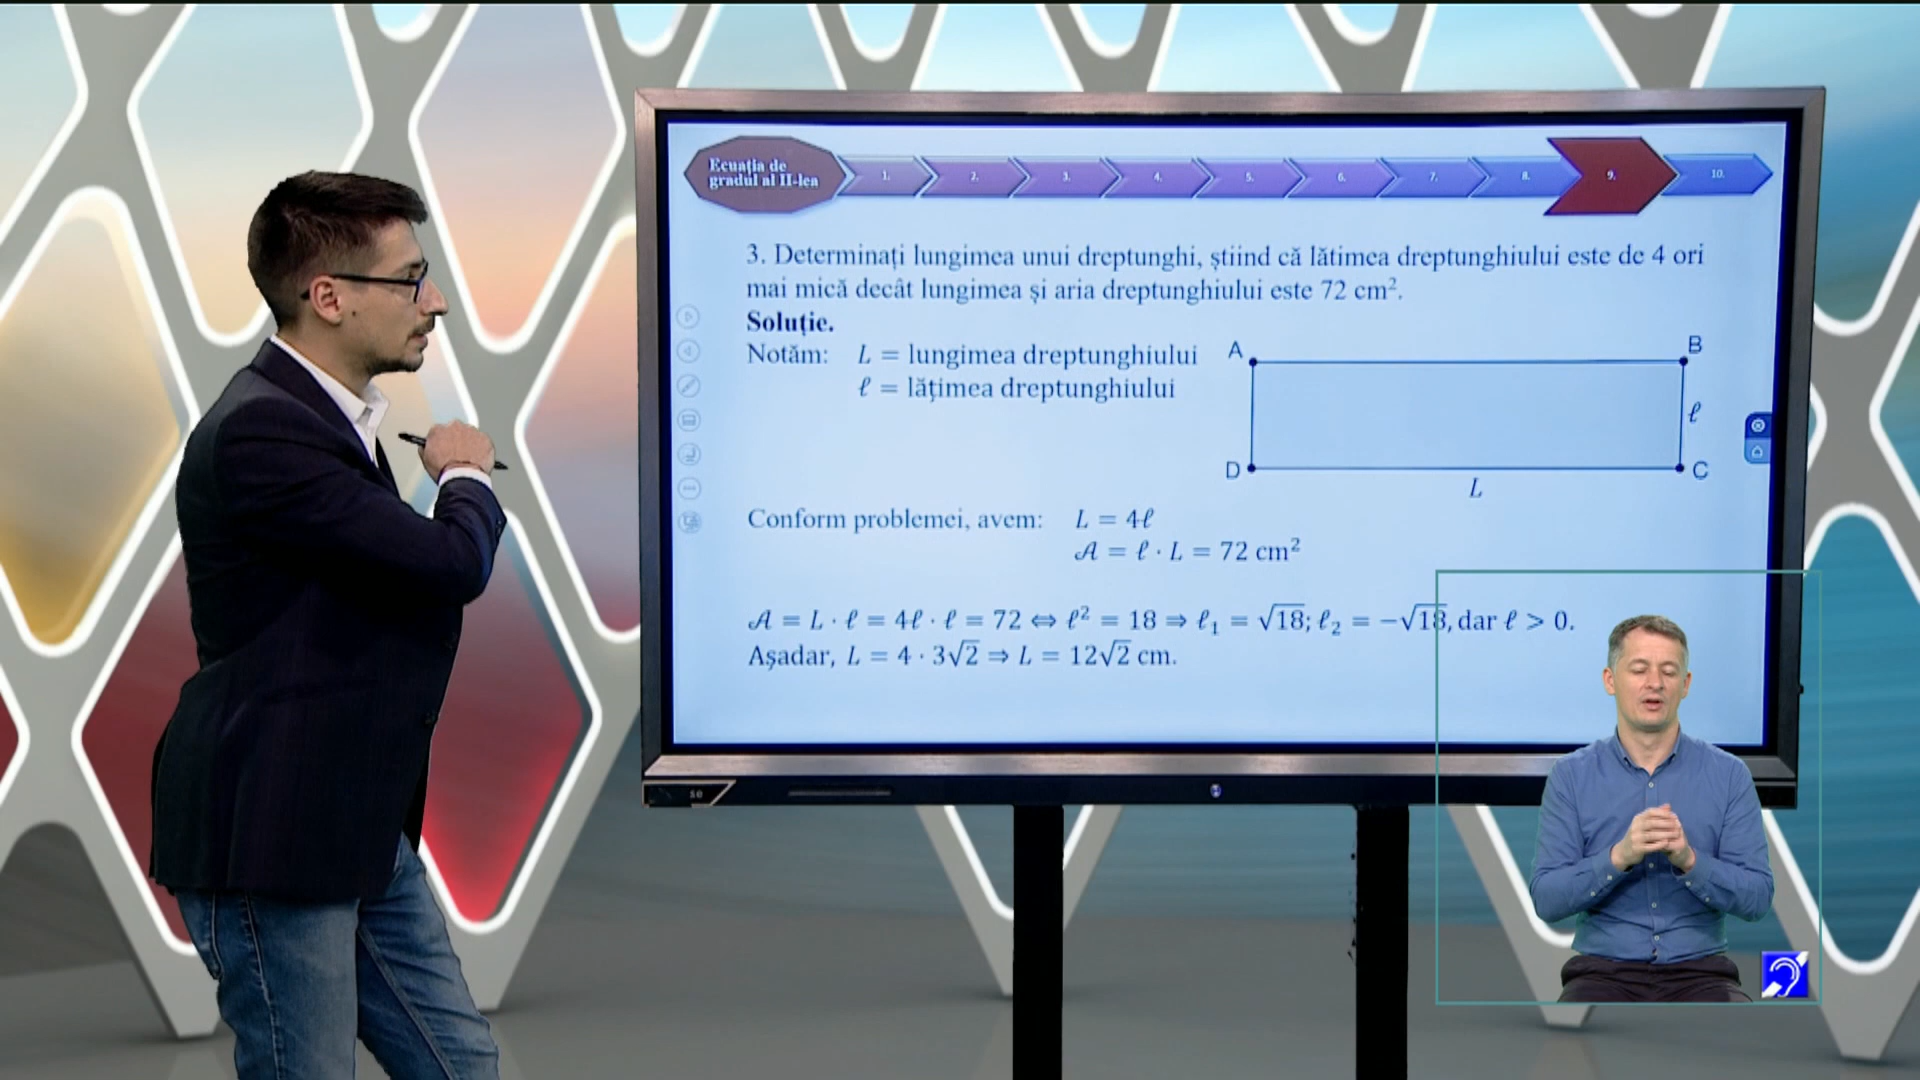 Ecuația de
gradul al II-lea
1. 2. 3. 4. 5. 6. 7. 8. 9. 10.
3. Determinați lungimea unui dreptunghi, știind că lătimea dreptunghiului este de 4 ori
mai mică decât lungimea și aria dreptunghiului este 72 cm².
Soluție.
Notăm: L = lungimea dreptunghiului
ℓ = lățimea dreptunghiului
A
B
ℓ
D
C
L
Conform problemei, avem: L = 4ℓ
𝒜 = ℓ · L = 72 cm²
𝒜 = L · ℓ = 4ℓ · ℓ = 72 ⇔ ℓ² = 18 ⇒ ℓ₁ = √18; ℓ₂ = −√18, dar ℓ > 0.
Așadar, L = 4 · 3√2 ⇒ L = 12√2 cm.